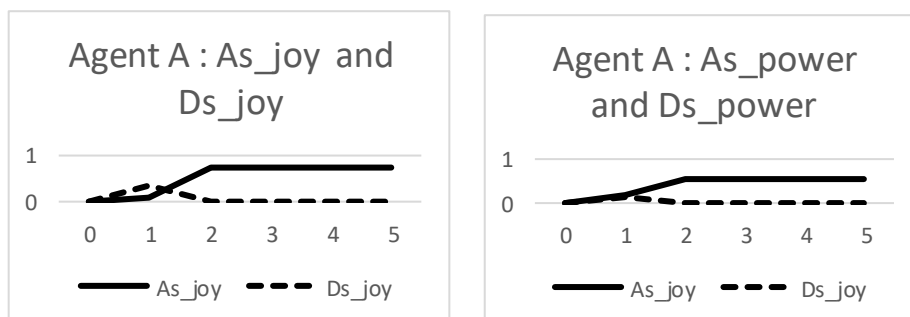 Agent A : As_joy and
Ds_joy
1
0
0 1 2 3 4 5
As_joy Ds_joy
Agent A : As_power
and Ds_power
1
0
0 1 2 3 4 5
As_joy Ds_joy